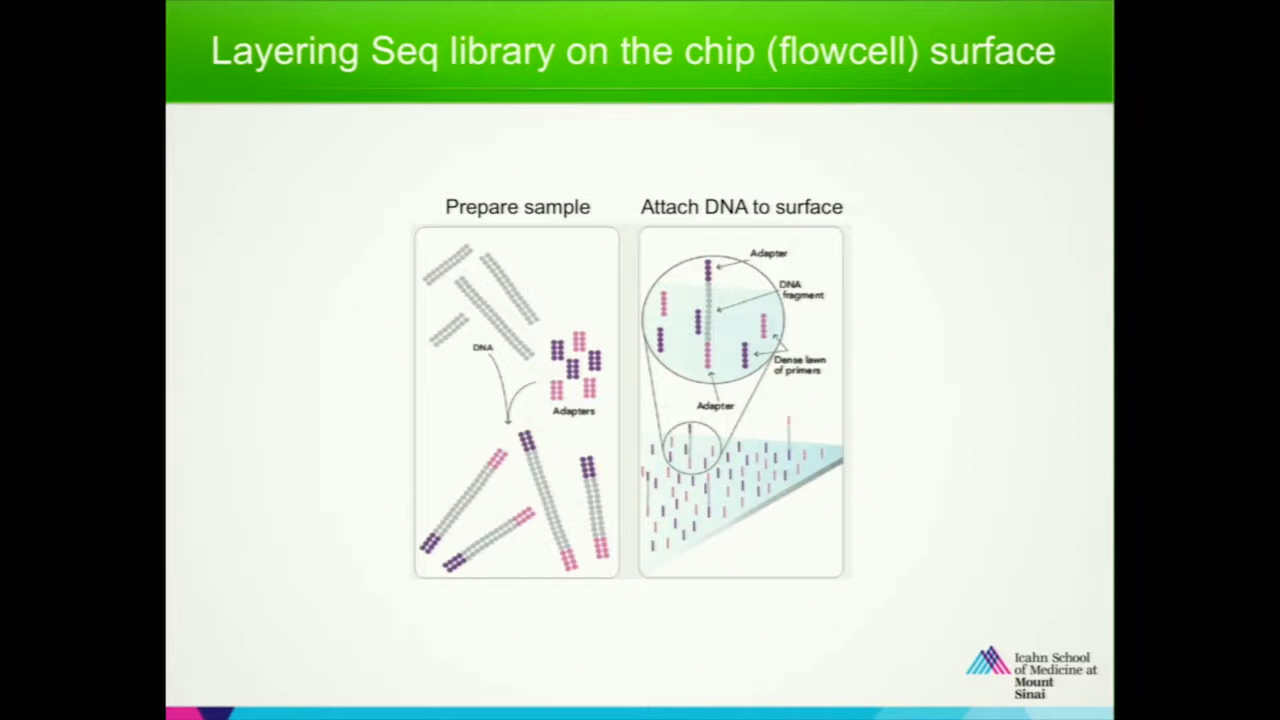 Layering Seq library on the chip (flowcell) surface
Prepare sample
Attach DNA to surface
DNA
Adapters
Adapter
DNA
fragment
Dense lawn
of primers
Adapter
Icahn School
of Medicine at
Mount
Sinai